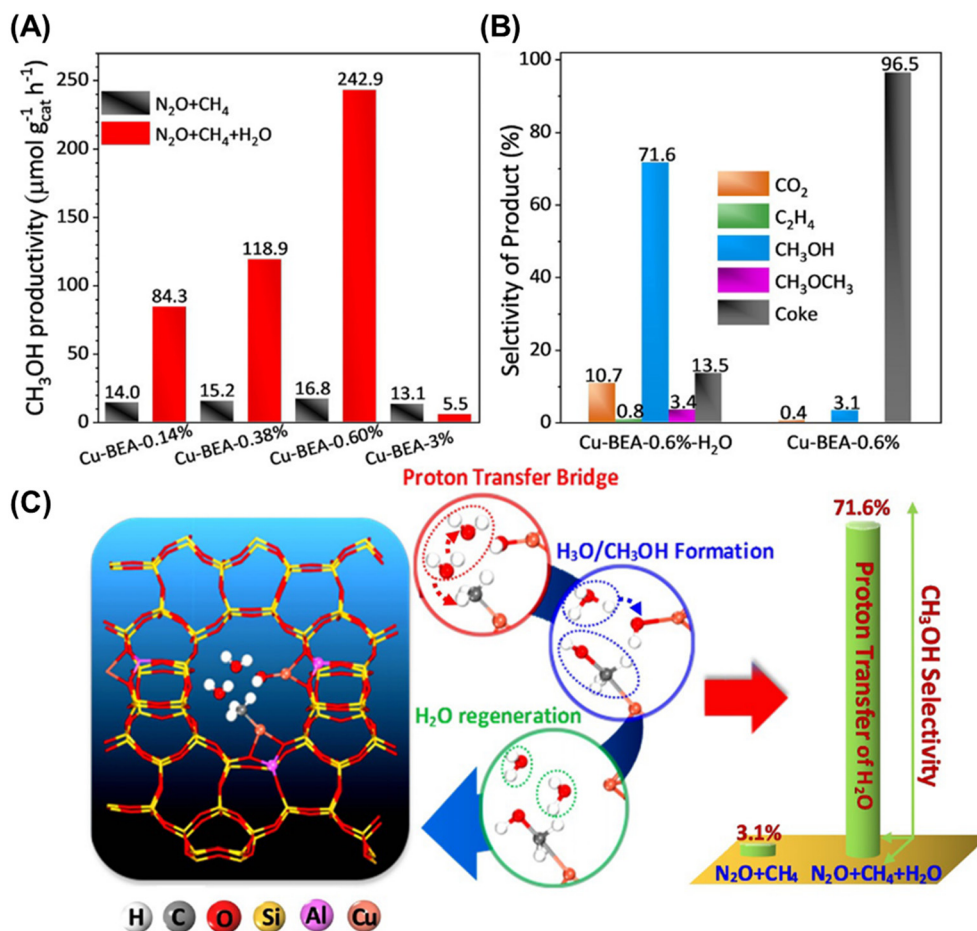 (A)
CH₃OH productivity (μmol g⁻¹cat h⁻¹)
250
200
150
100
50
0
N₂O+CH₄
N₂O+CH₄+H₂O
14.0
84.3
15.2
118.9
16.8
242.9
13.1
5.5
Cu-BEA-0.14%
Cu-BEA-0.38%
Cu-BEA-0.60%
Cu-BEA-3%
(B)
Selctivity of Product (%)
100
80
60
40
20
0
CO₂
C₂H₄
CH₃OH
CH₃OCH₃
Coke
10.7
0.8
71.6
3.4
13.5
0.4
3.1
96.5
Cu-BEA-0.6%-H₂O
Cu-BEA-0.6%
(C)
Proton Transfer Bridge
H₃O/CH₃OH Formation
H₂O regeneration
71.6%
Proton Transfer of H₂O
CH₃OH Selectivity
3.1%
N₂O+CH₄
N₂O+CH₄+H₂O
H
C
O
Si
Al
Cu